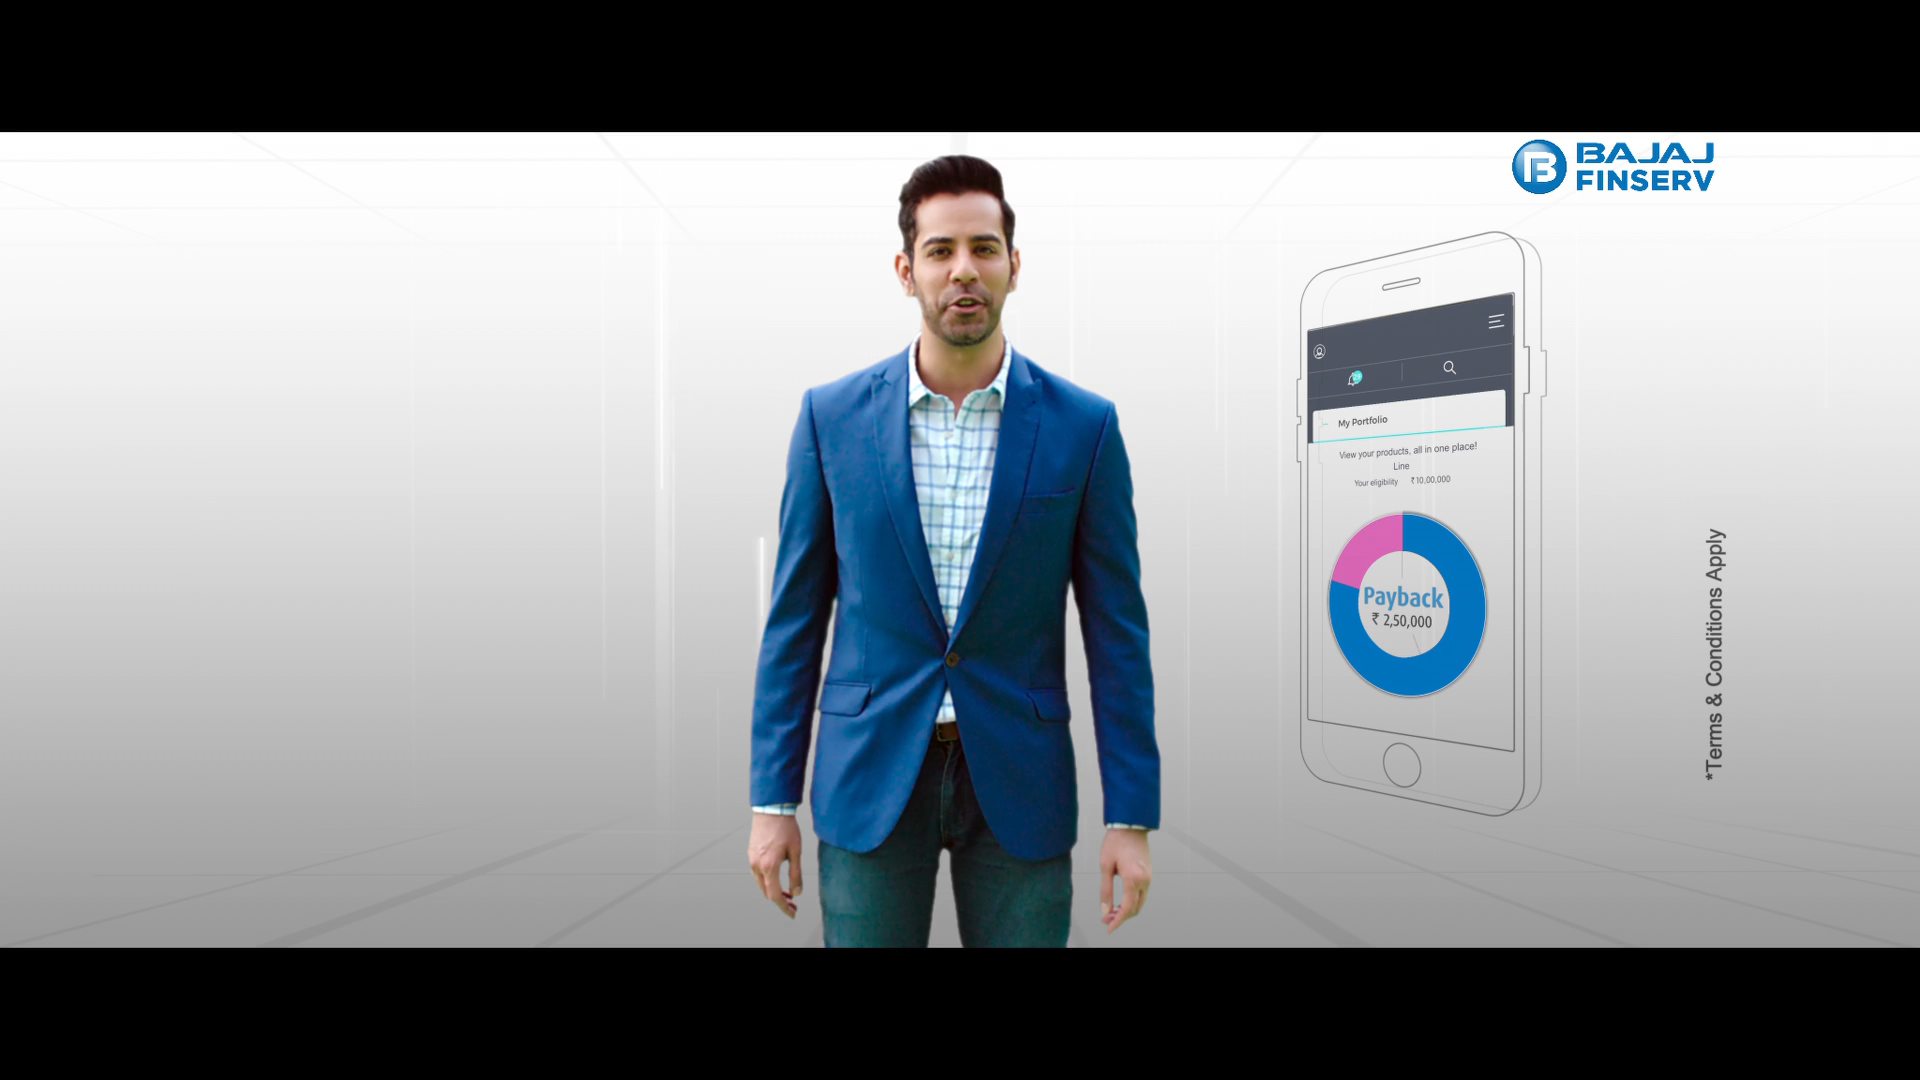 BAJAJ
FINSERV
My Portfolio
View your products, all in one place!
Line
Your eligibility ₹10,00,000
Payback
₹ 2,50,000
*Terms & Conditions Apply